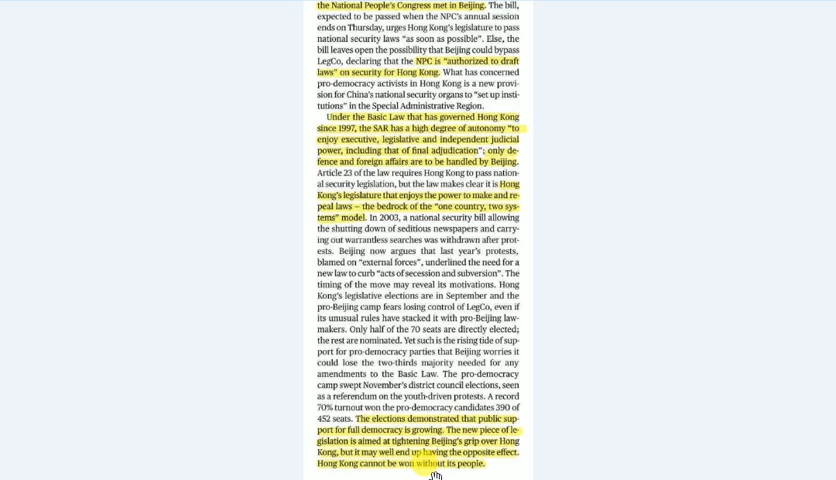 the National People's Congress met in Beijing. The bill,
expected to be passed when the NPC's annual session
ends on Thursday, urges Hong Kong's legislature to pass
national security laws "as soon as possible". Else, the
bill leaves open the possibility that Beijing could bypass
LegCo, declaring that the NPC is "authorized to draft
laws" on security for Hong Kong. What has concerned
pro-democracy activists in Hong Kong is a new provi-
sion for China's national security organs to "set up insti-
tutions" in the Special Administrative Region.
Under the Basic Law that has governed Hong Kong
since 1997, the SAR has a high degree of autonomy "to
enjoy executive, legislative and independent judicial
power, including that of final adjudication"; only de-
fence and foreign affairs are to be handled by Beijing.
Article 23 of the law requires Hong Kong to pass nation-
al security legislation, but the law makes clear it is Hong
Kong's legislature that enjoys the power to make and re-
peal laws — the bedrock of the "one country, two sys-
tems" model. In 2003, a national security bill allowing
the shutting down of seditious newspapers and carry-
ing out warrantless searches was withdrawn after prot-
ests. Beijing now argues that last year's protests,
blamed on "external forces", underlined the need for a
new law to curb "acts of secession and subversion". The
timing of the move may reveal its motivations. Hong
Kong's legislative elections are in September and the
pro-Beijing camp fears losing control of LegCo, even if
its unusual rules have stacked it with pro-Beijing law-
makers. Only half of the 70 seats are directly elected;
the rest are nominated. Yet such is the rising tide of sup-
port for pro-democracy parties that Beijing worries it
could lose the two-thirds majority needed for any
amendments to the Basic Law. The pro-democracy
camp swept November's district council elections, seen
as a referendum on the youth-driven protests. A record
70% turnout won the pro-democracy candidates 390 of
452 seats. The elections demonstrated that public sup-
port for full democracy is growing. The new piece of le-
gislation is aimed at tightening Beijing's grip over Hong
Kong, but it may well end up having the opposite effect.
Hong Kong cannot be won without its people.